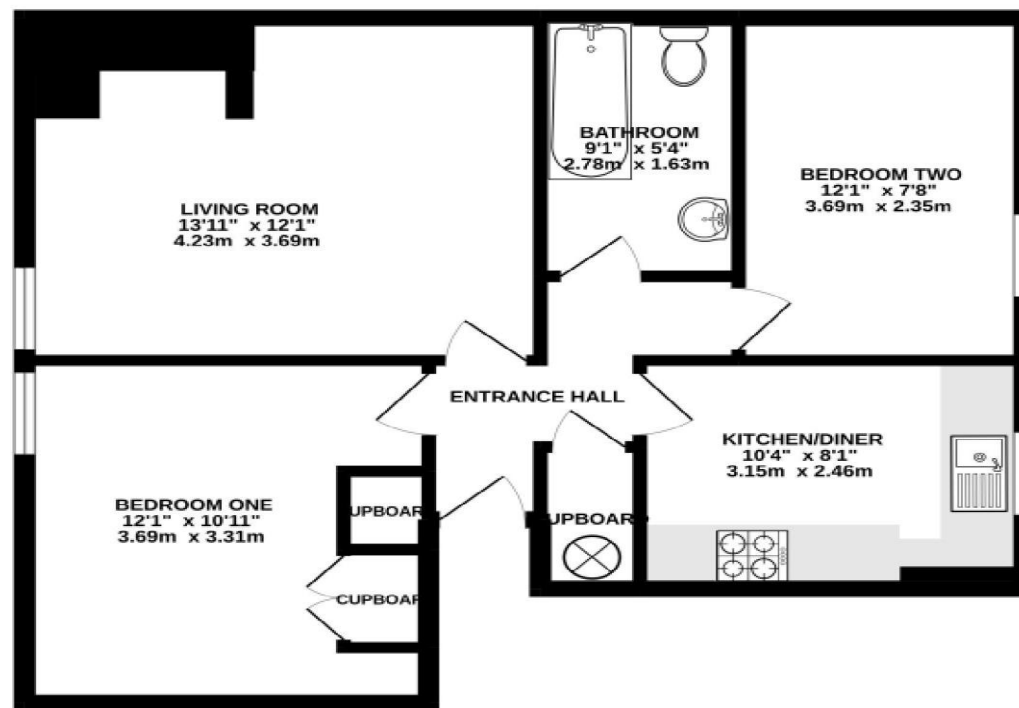 BATHROOM
9'1" x 5'4"
2.78m x 1.63m
BEDROOM TWO
12'1" x 7'8"
3.69m x 2.35m
LIVING ROOM
13'11" x 12'1"
4.23m x 3.69m
ENTRANCE HALL
KITCHEN/DINER
10'4" x 8'1"
3.15m x 2.46m
BEDROOM ONE
12'1" x 10'11"
3.69m x 3.31m
UPBOAR
UPBOARD
CUPBOAR